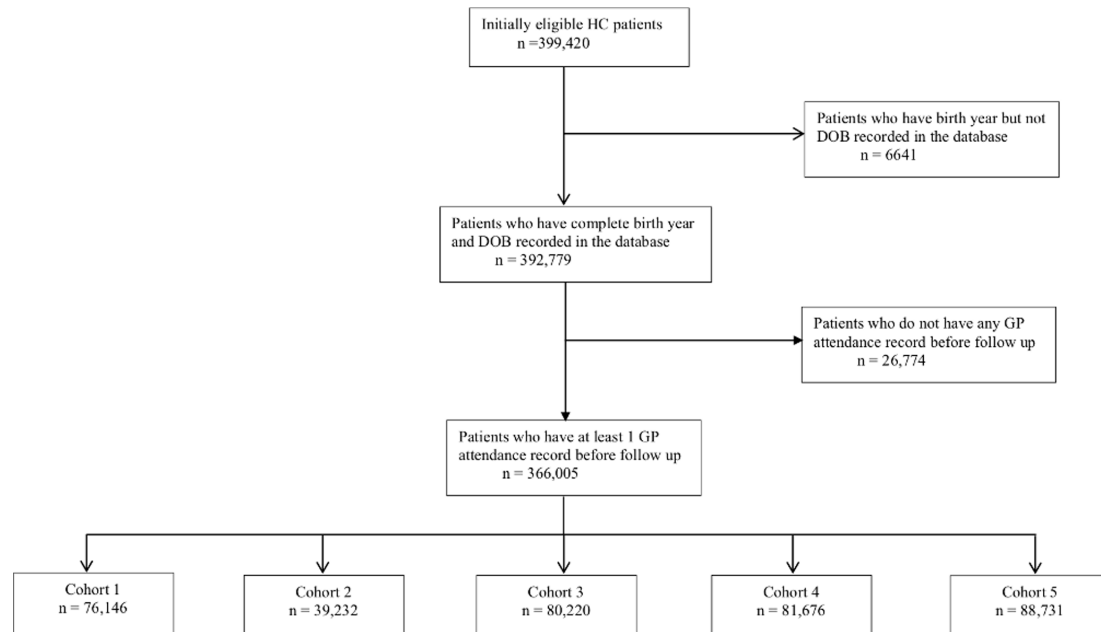 Initially eligible HC patients
n =399,420
Patients who have birth year but not
DOB recorded in the database
n = 6641
Patients who have complete birth year
and DOB recorded in the database
n = 392,779
Patients who do not have any GP
attendance record before follow up
n = 26,774
Patients who have at least 1 GP
attendance record before follow up
n = 366,005
Cohort 1
n = 76,146
Cohort 2
n = 39,232
Cohort 3
n = 80,220
Cohort 4
n = 81,676
Cohort 5
n = 88,731